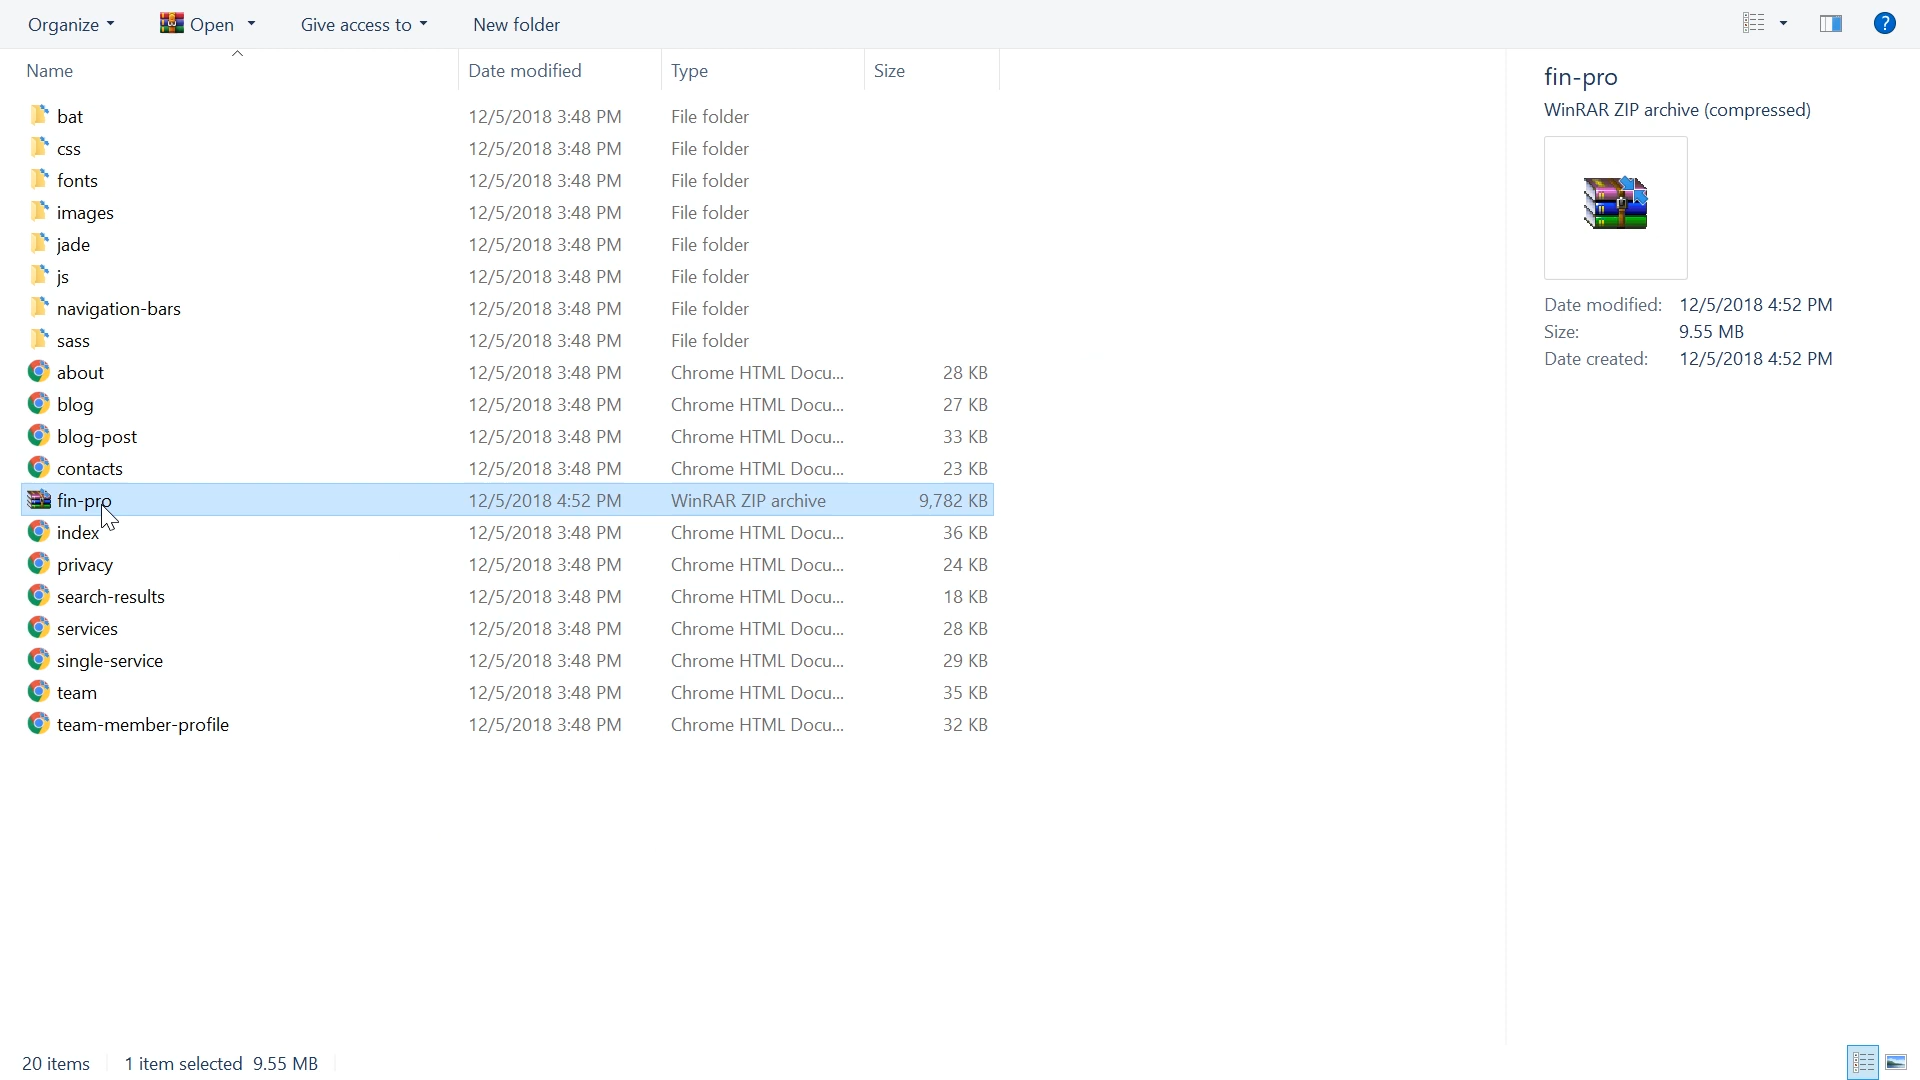 Organize Open Give access to New folder
Name Date modified Type Size
bat 12/5/2018 3:48 PM File folder
css 12/5/2018 3:48 PM File folder
fonts 12/5/2018 3:48 PM File folder
images 12/5/2018 3:48 PM File folder
jade 12/5/2018 3:48 PM File folder
js 12/5/2018 3:48 PM File folder
navigation-bars 12/5/2018 3:48 PM File folder
sass 12/5/2018 3:48 PM File folder
about 12/5/2018 3:48 PM Chrome HTML Docu... 28 KB
blog 12/5/2018 3:48 PM Chrome HTML Docu... 27 KB
blog-post 12/5/2018 3:48 PM Chrome HTML Docu... 33 KB
contacts 12/5/2018 3:48 PM Chrome HTML Docu... 23 KB
fin-pro 12/5/2018 4:52 PM WinRAR ZIP archive 9,782 KB
index 12/5/2018 3:48 PM Chrome HTML Docu... 36 KB
privacy 12/5/2018 3:48 PM Chrome HTML Docu... 24 KB
search-results 12/5/2018 3:48 PM Chrome HTML Docu... 18 KB
services 12/5/2018 3:48 PM Chrome HTML Docu... 28 KB
single-service 12/5/2018 3:48 PM Chrome HTML Docu... 29 KB
team 12/5/2018 3:48 PM Chrome HTML Docu... 35 KB
team-member-profile 12/5/2018 3:48 PM Chrome HTML Docu... 32 KB
fin-pro
WinRAR ZIP archive (compressed)
Date modified: 12/5/2018 4:52 PM
Size: 9.55 MB
Date created: 12/5/2018 4:52 PM
20 items 1 item selected 9.55 MB